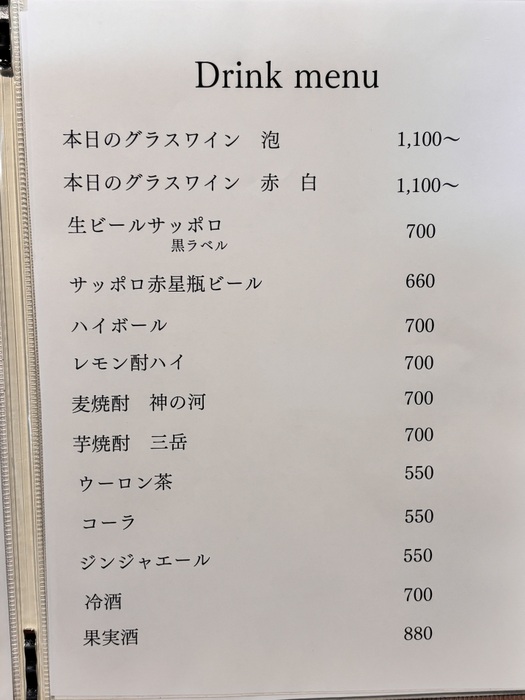 Drink menu
本日のグラスワイン　泡　1,100〜
本日のグラスワイン　赤　白　1,100〜
生ビールサッポロ　700
黒ラベル
サッポロ赤星瓶ビール　660
ハイボール　700
レモン酎ハイ　700
麦焼酎　神の河　700
芋焼酎　三岳　700
ウーロン茶　550
コーラ　550
ジンジャエール　550
冷酒　700
果実酒　880